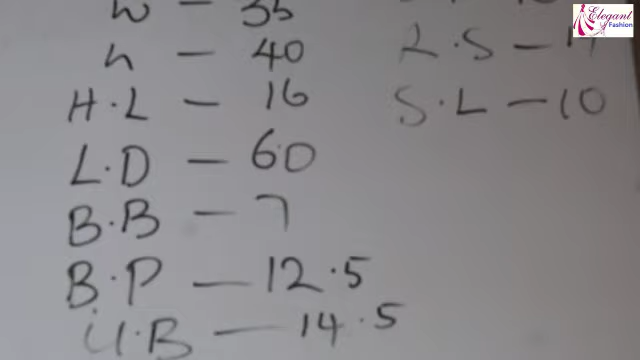 Elegant
Fashion
w - 35
h - 40
H.L - 16
L.D - 60
B.B - 7
B.P - 12.5
U.B - 14.5
S.L - 10